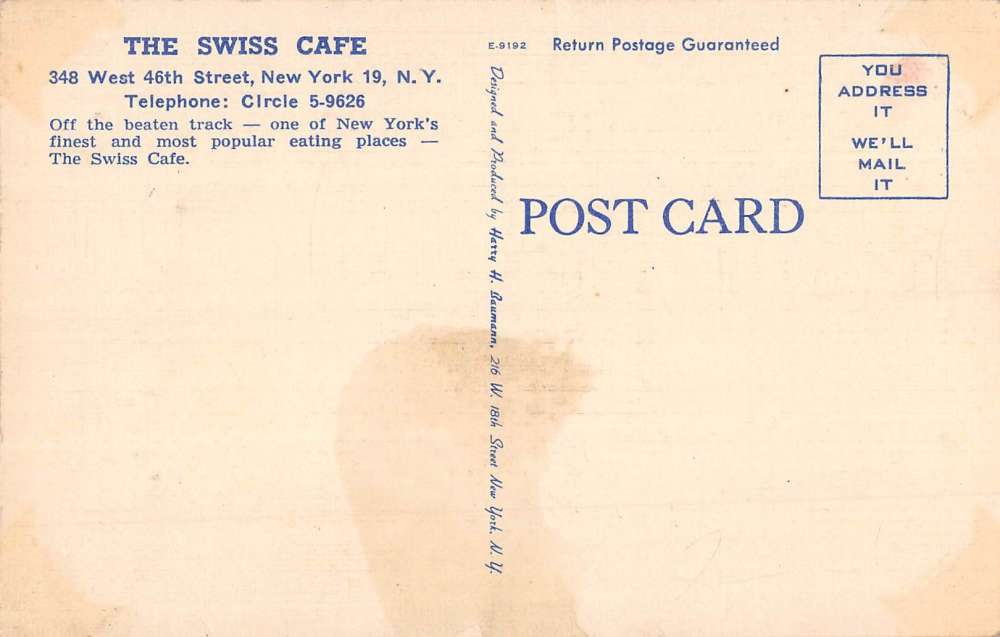 THE SWISS CAFE
348 West 46th Street, New York 19, N. Y.
Telephone: CIrcle 5-9626
Off the beaten track — one of New York's
finest and most popular eating places —
The Swiss Cafe.
E-9192
Return Postage Guaranteed
Designed and Produced by Harry H. Baumann, 216 W. 18th Street New York. N. Y.
POST CARD
YOU
ADDRESS
IT
WE'LL
MAIL
IT